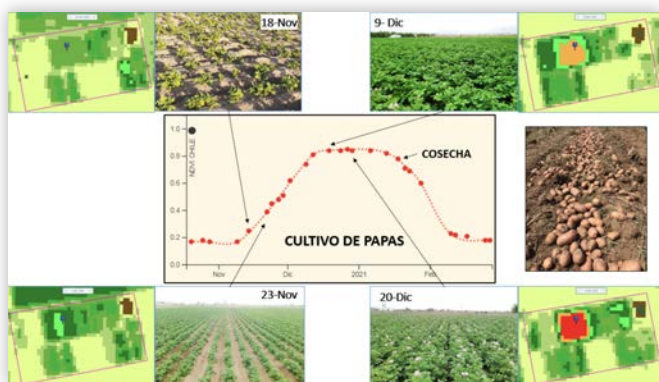 18-Nov
9- Dic
1.0
0.8
0.6
0.4
0.2
0.0
NDVI CHILE
COSECHA
CULTIVO DE PAPAS
Nov
Dic
2021
Feb
23-Nov
20-Dic